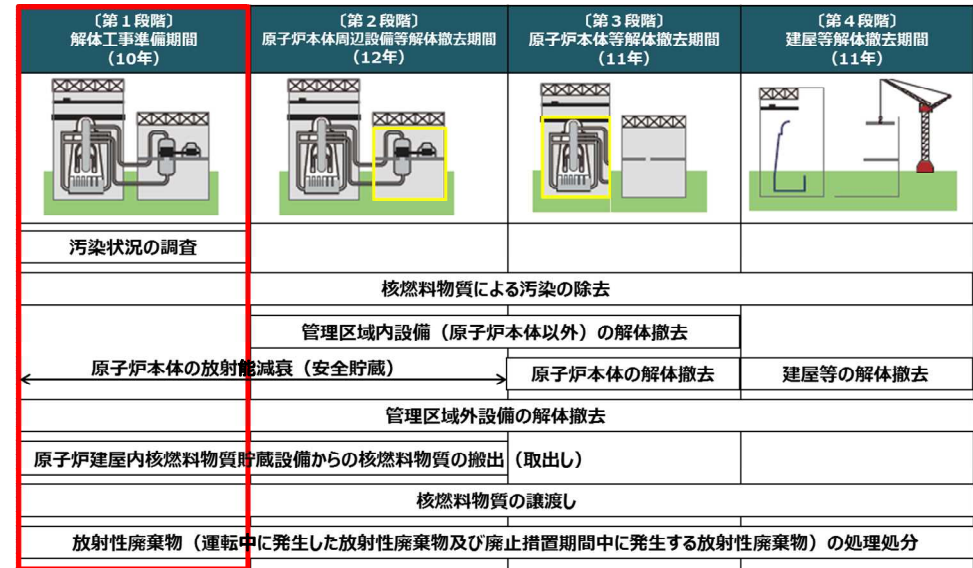 〔第１段階〕
解体工事準備期間
（10年）
〔第２段階〕
原子炉本体周辺設備等解体撤去期間
（12年）
〔第３段階〕
原子炉本体等解体撤去期間
（11年）
〔第４段階〕
建屋等解体撤去期間
（11年）
汚染状況の調査
核燃料物質による汚染の除去
管理区域内設備（原子炉本体以外）の解体撤去
原子炉本体の放射能減衰（安全貯蔵）
原子炉本体の解体撤去
建屋等の解体撤去
管理区域外設備の解体撤去
原子炉建屋内核燃料物質貯蔵設備からの核燃料物質の搬出（取出し）
核燃料物質の譲渡し
放射性廃棄物（運転中に発生した放射性廃棄物及び廃止措置期間中に発生する放射性廃棄物）の処理処分